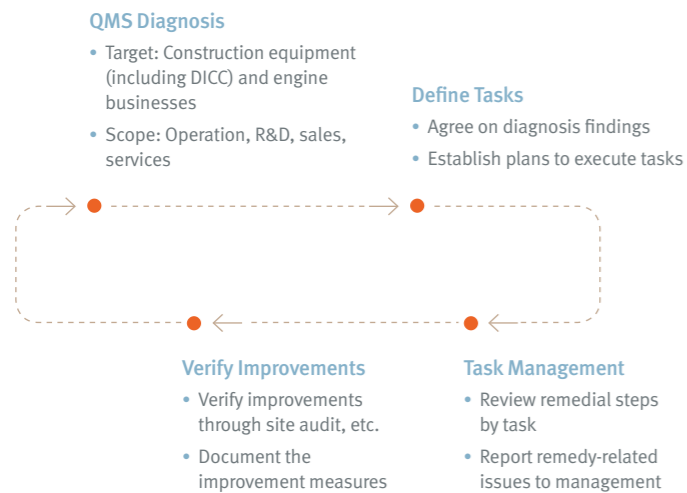 QMS Diagnosis
• Target: Construction equipment
(including DICC) and engine
businesses
• Scope: Operation, R&D, sales,
services
Define Tasks
• Agree on diagnosis findings
• Establish plans to execute tasks
Verify Improvements
• Verify improvements
through site audit, etc.
• Document the
improvement measures
Task Management
• Review remedial steps
by task
• Report remedy-related
issues to management